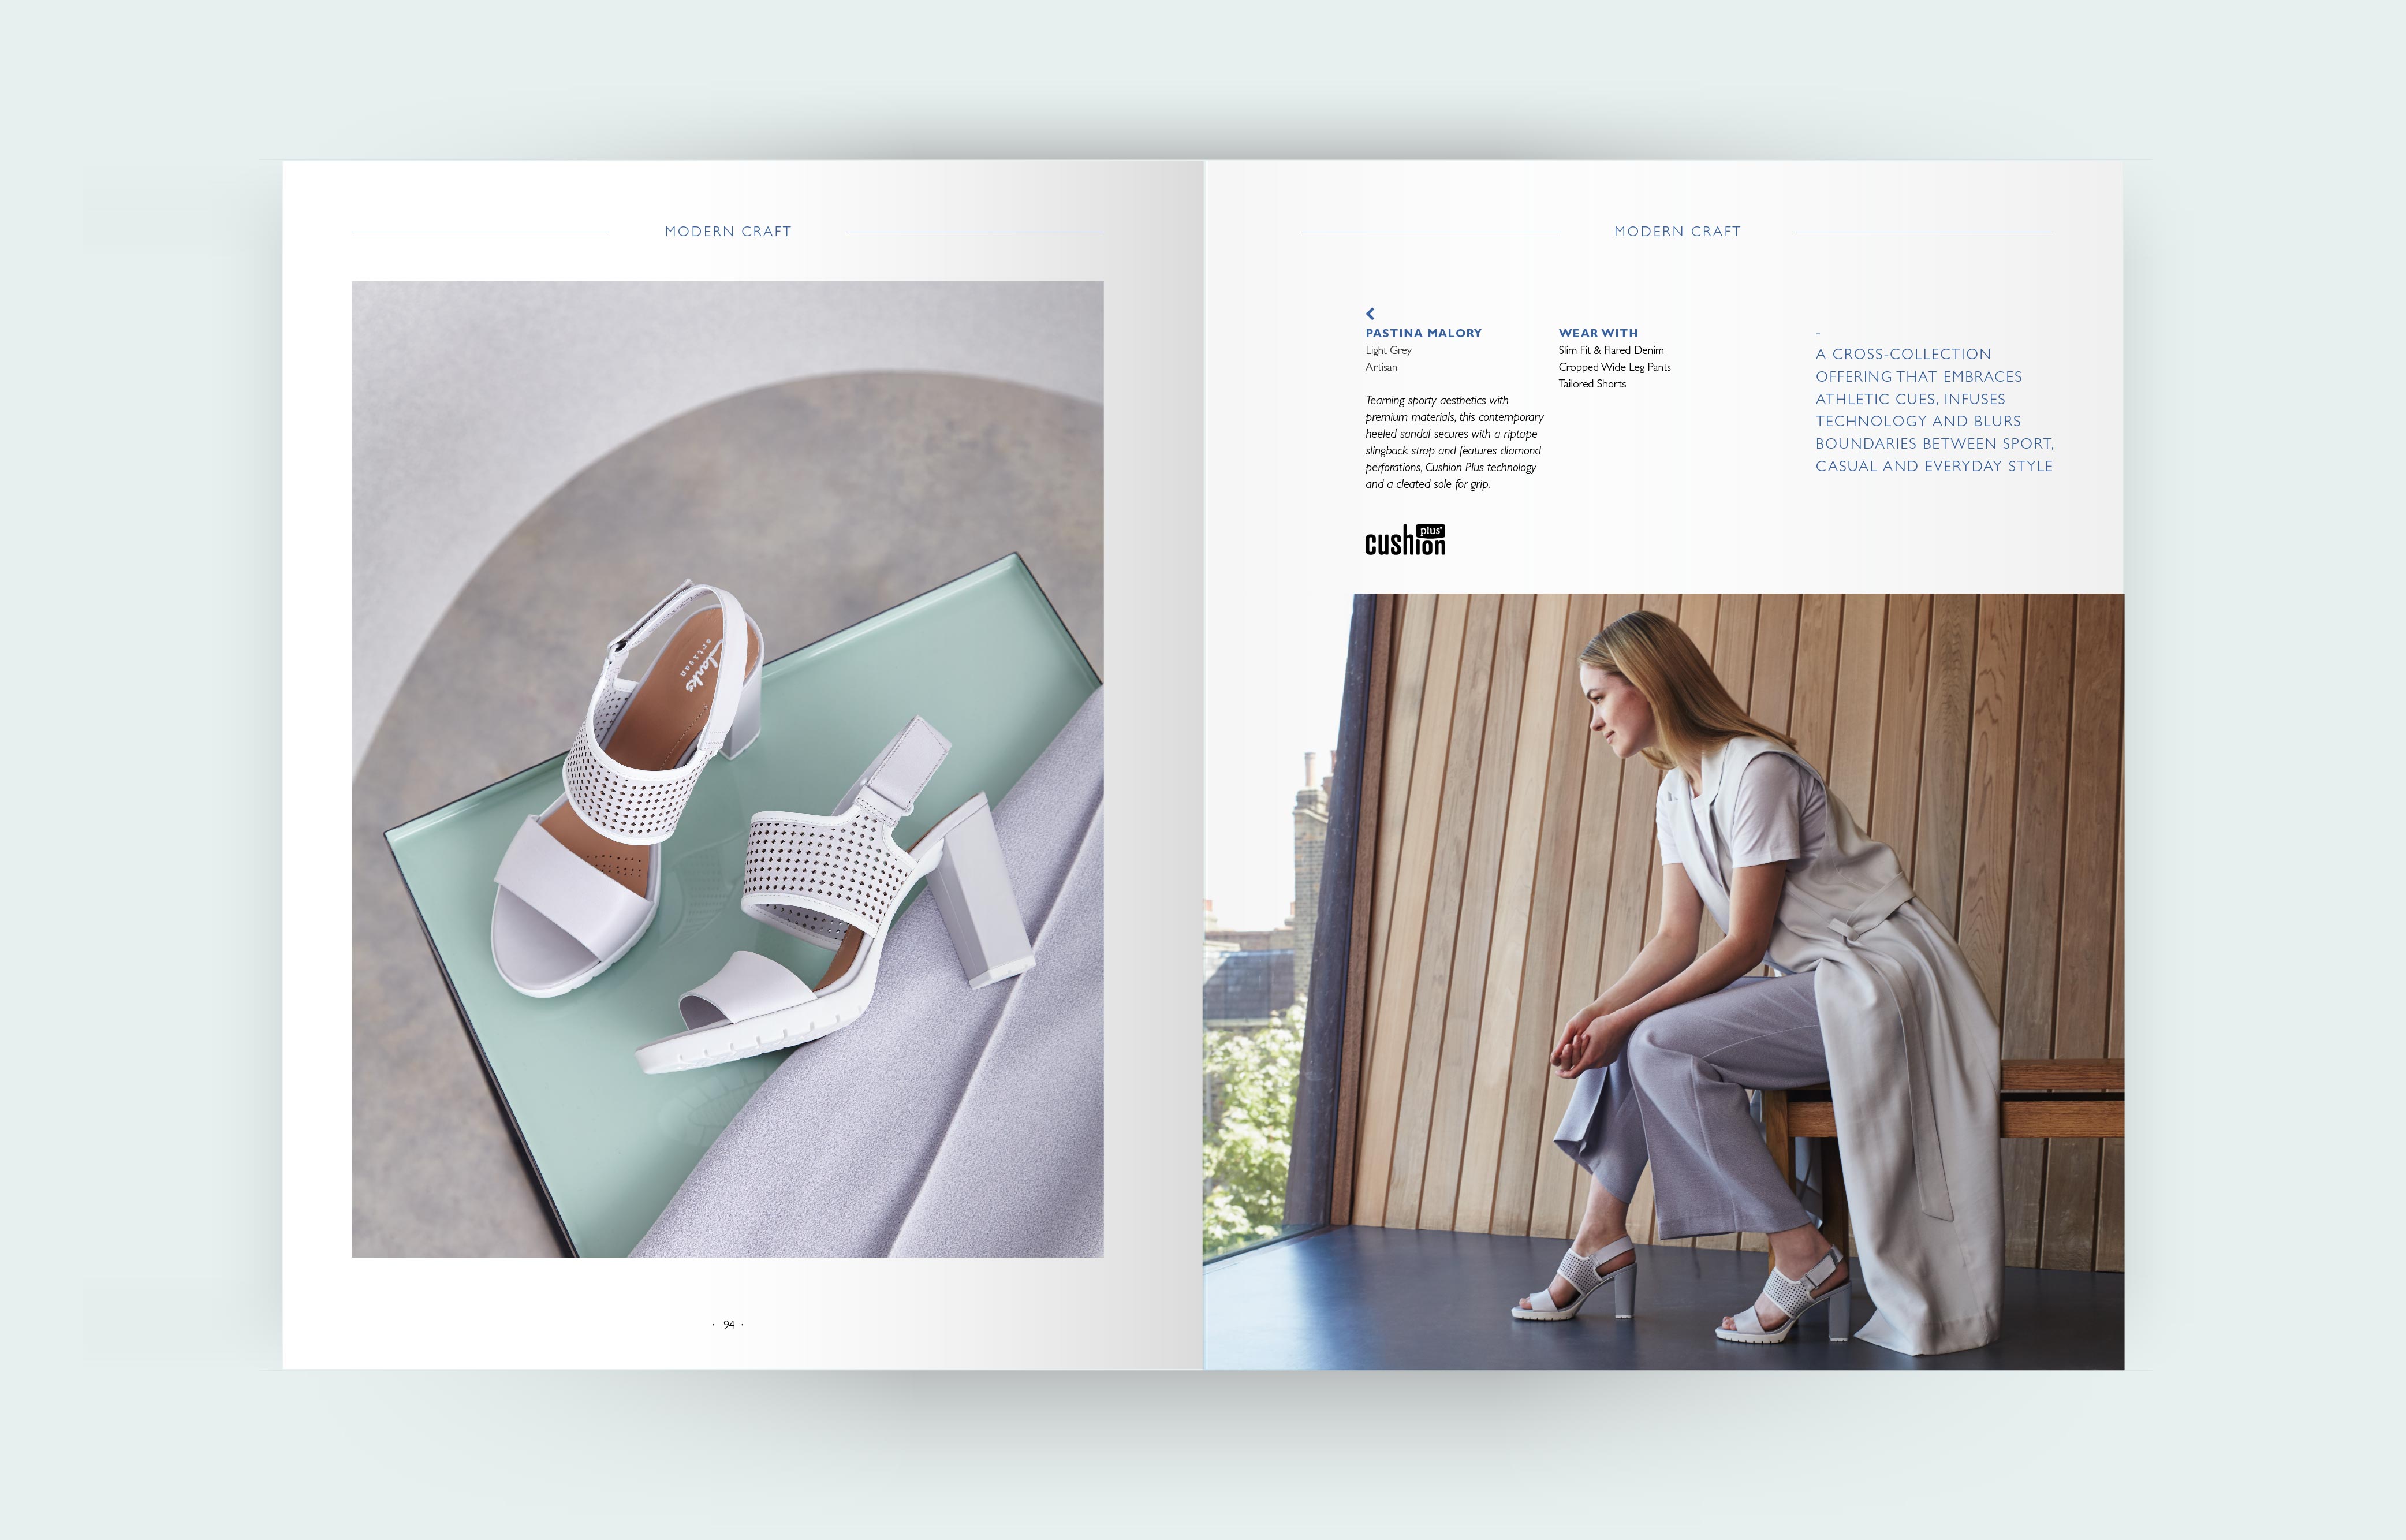 MODERN CRAFT
Clarks
artisan
· 94 ·
MODERN CRAFT
PASTINA MALORY
Light Grey
Artisan
Teaming sporty aesthetics with
premium materials, this contemporary
heeled sandal secures with a riptape
slingback strap and features diamond
perforations, Cushion Plus technology
and a cleated sole for grip.
cushion plus
WEAR WITH
Slim Fit & Flared Denim
Cropped Wide Leg Pants
Tailored Shorts
-
A CROSS-COLLECTION
OFFERING THAT EMBRACES
ATHLETIC CUES, INFUSES
TECHNOLOGY AND BLURS
BOUNDARIES BETWEEN SPORT,
CASUAL AND EVERYDAY STYLE